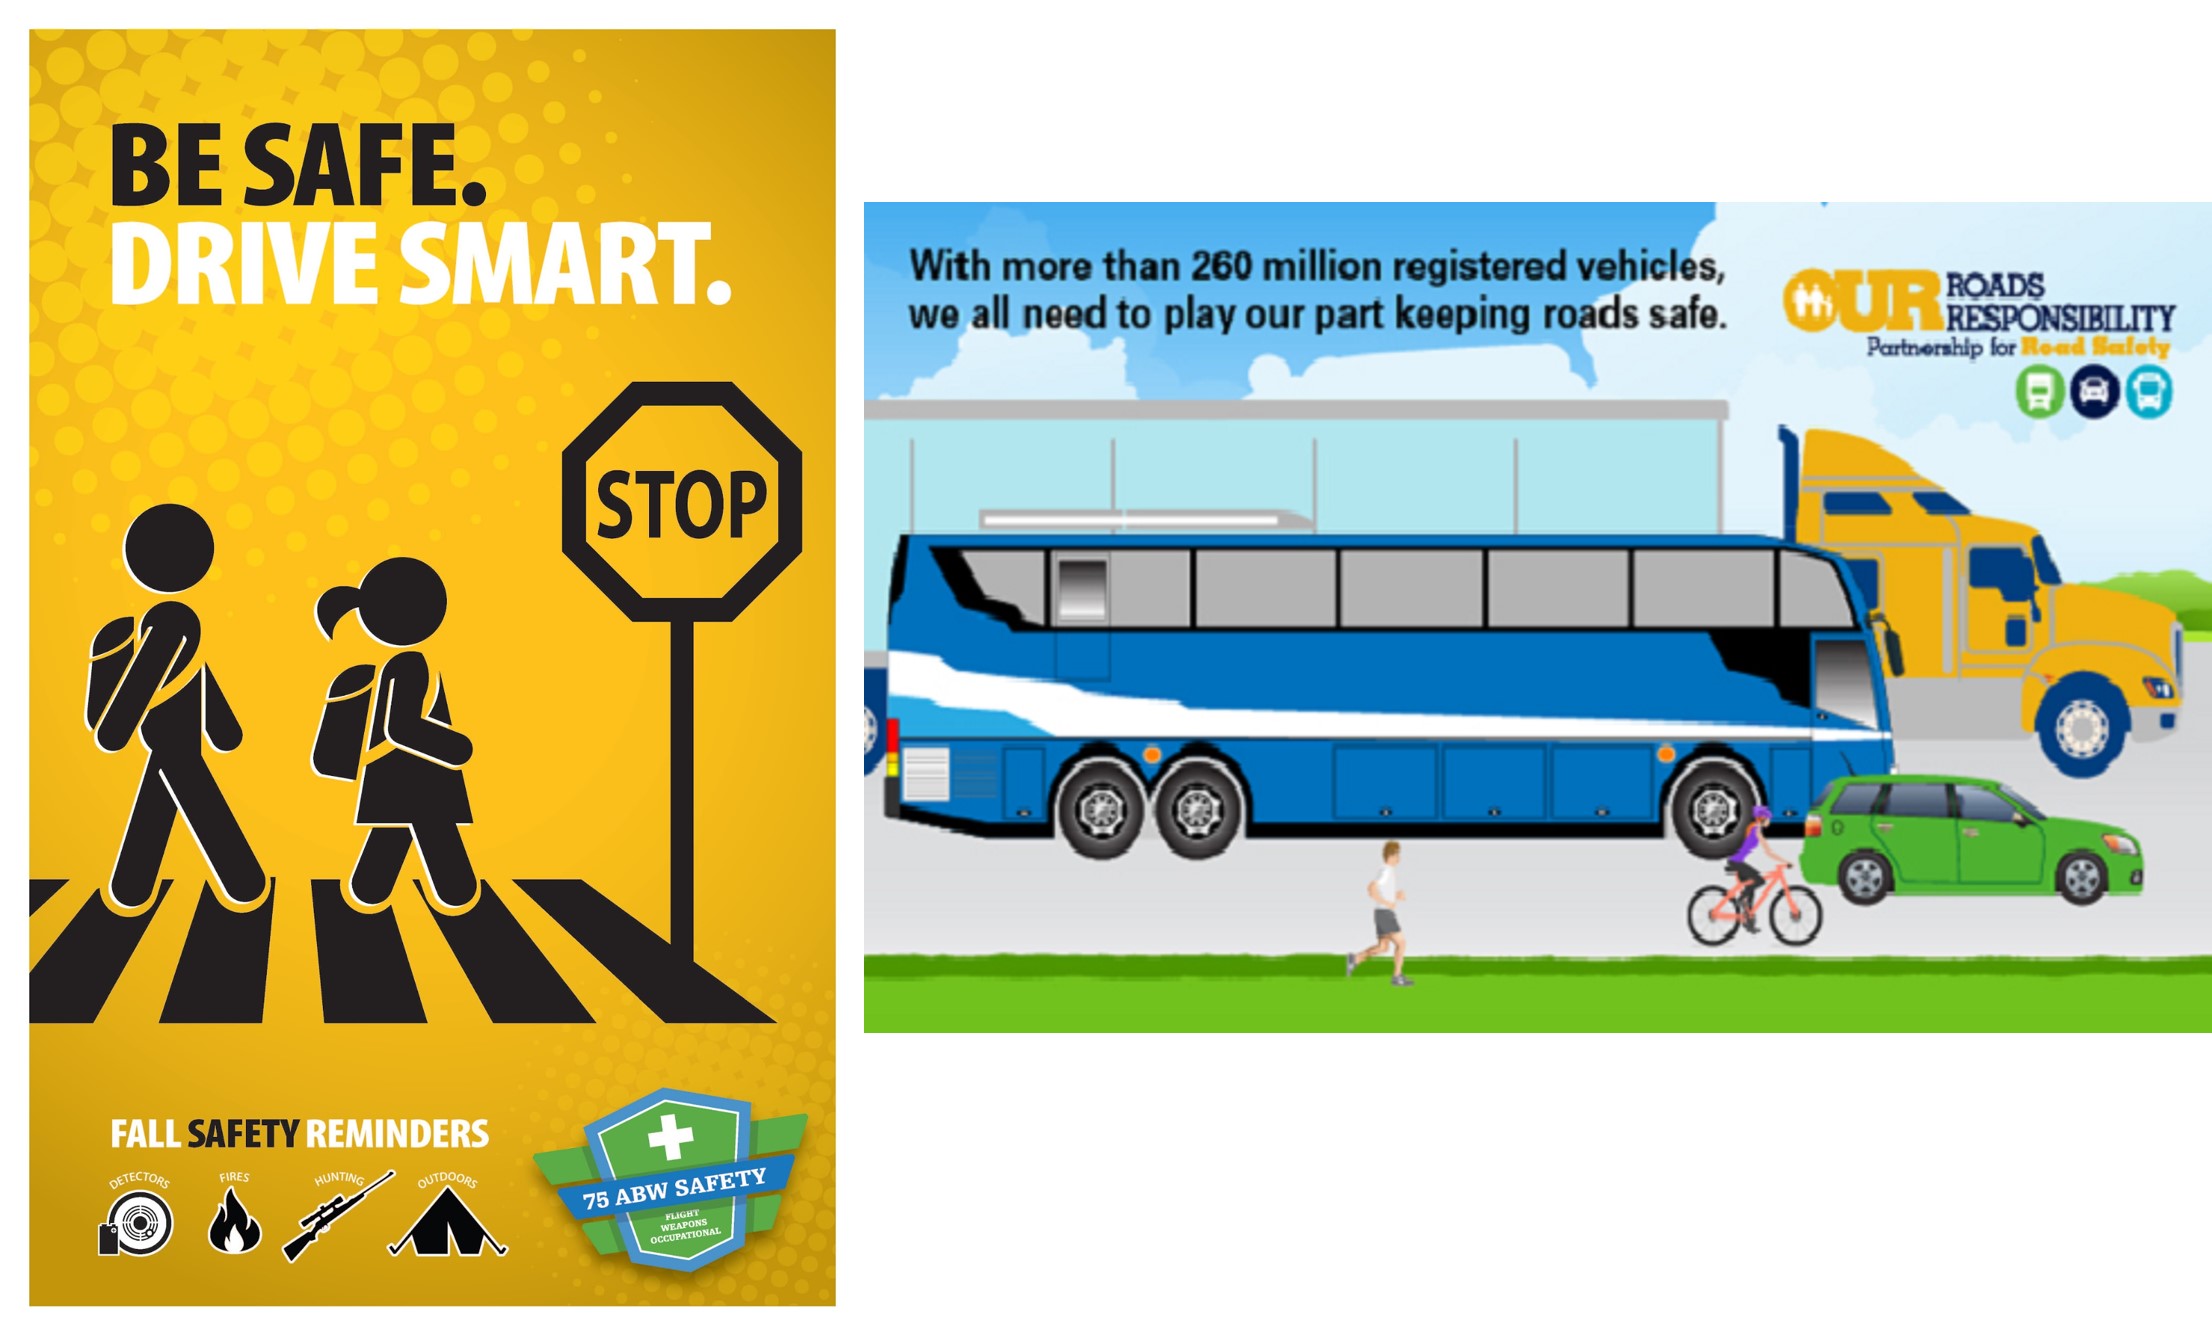 BE SAFE.
DRIVE SMART.
STOP
FALL SAFETY REMINDERS
DETECTORS
FIRES
HUNTING
OUTDOORS
75 ABW SAFETY
FLIGHT
WEAPONS
OCCUPATIONAL
With more than 260 million registered vehicles,
we all need to play our part keeping roads safe.
OUR ROADS
RESPONSIBILITY
Partnership for Road Safety